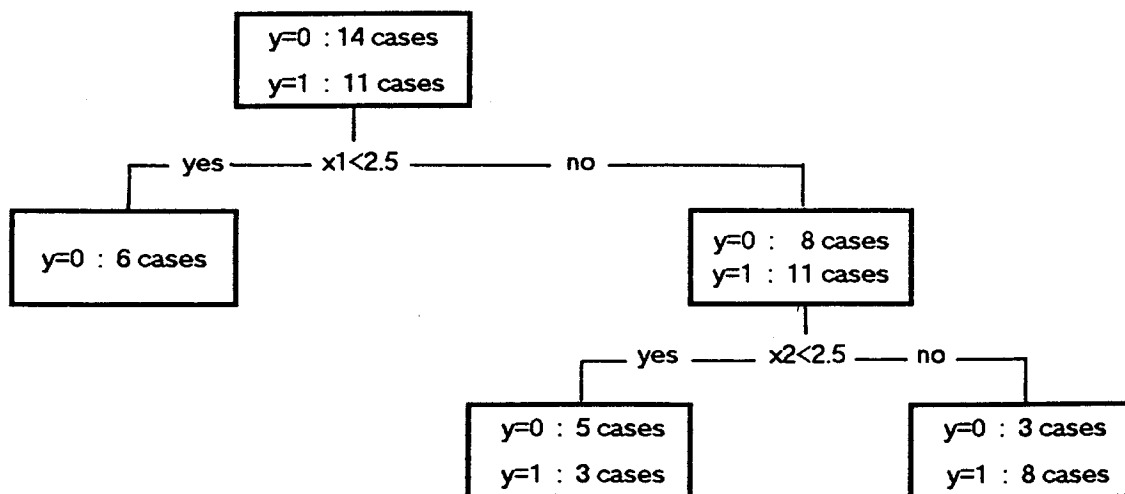 y=0 : 14 cases
y=1 : 11 cases
yes x1<2.5 no
y=0 : 6 cases
y=0 : 8 cases
y=1 : 11 cases
yes x2<2.5 no
y=0 : 5 cases
y=1 : 3 cases
y=0 : 3 cases
y=1 : 8 cases